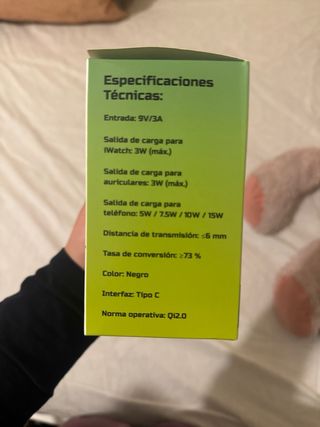 Especificaciones
Técnicas:
Entrada: 9V/3A
Salida de carga para
iWatch: 3W (máx.)
Salida de carga para
auriculares: 3W (máx.)
Salida de carga para
teléfono: 5W / 7.5W / 10W / 15W
Distancia de transmisión: ≤6 mm
Tasa de conversión: ≥73 %
Color: Negro
Interfaz: Tipo C
Norma operativa: Qi2.0